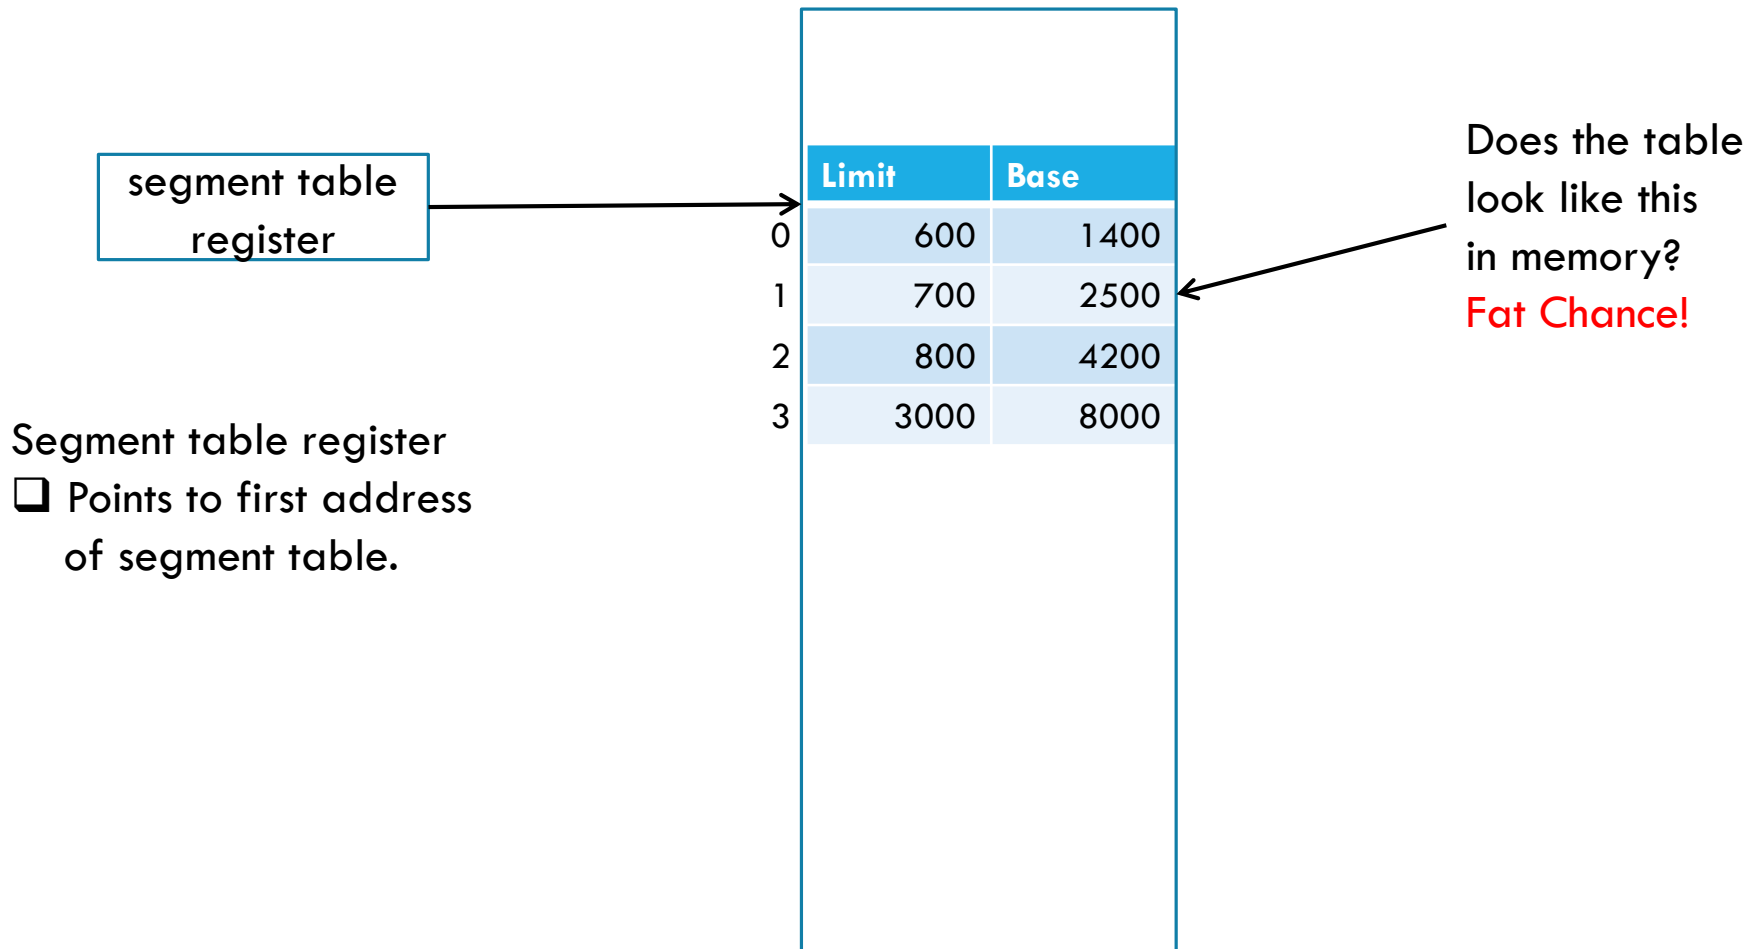 segment table
register
Limit Base
0 600 1400
1 700 2500
2 800 4200
3 3000 8000
Does the table
look like this
in memory?
Fat Chance!
Segment table register
❑ Points to first address
of segment table.